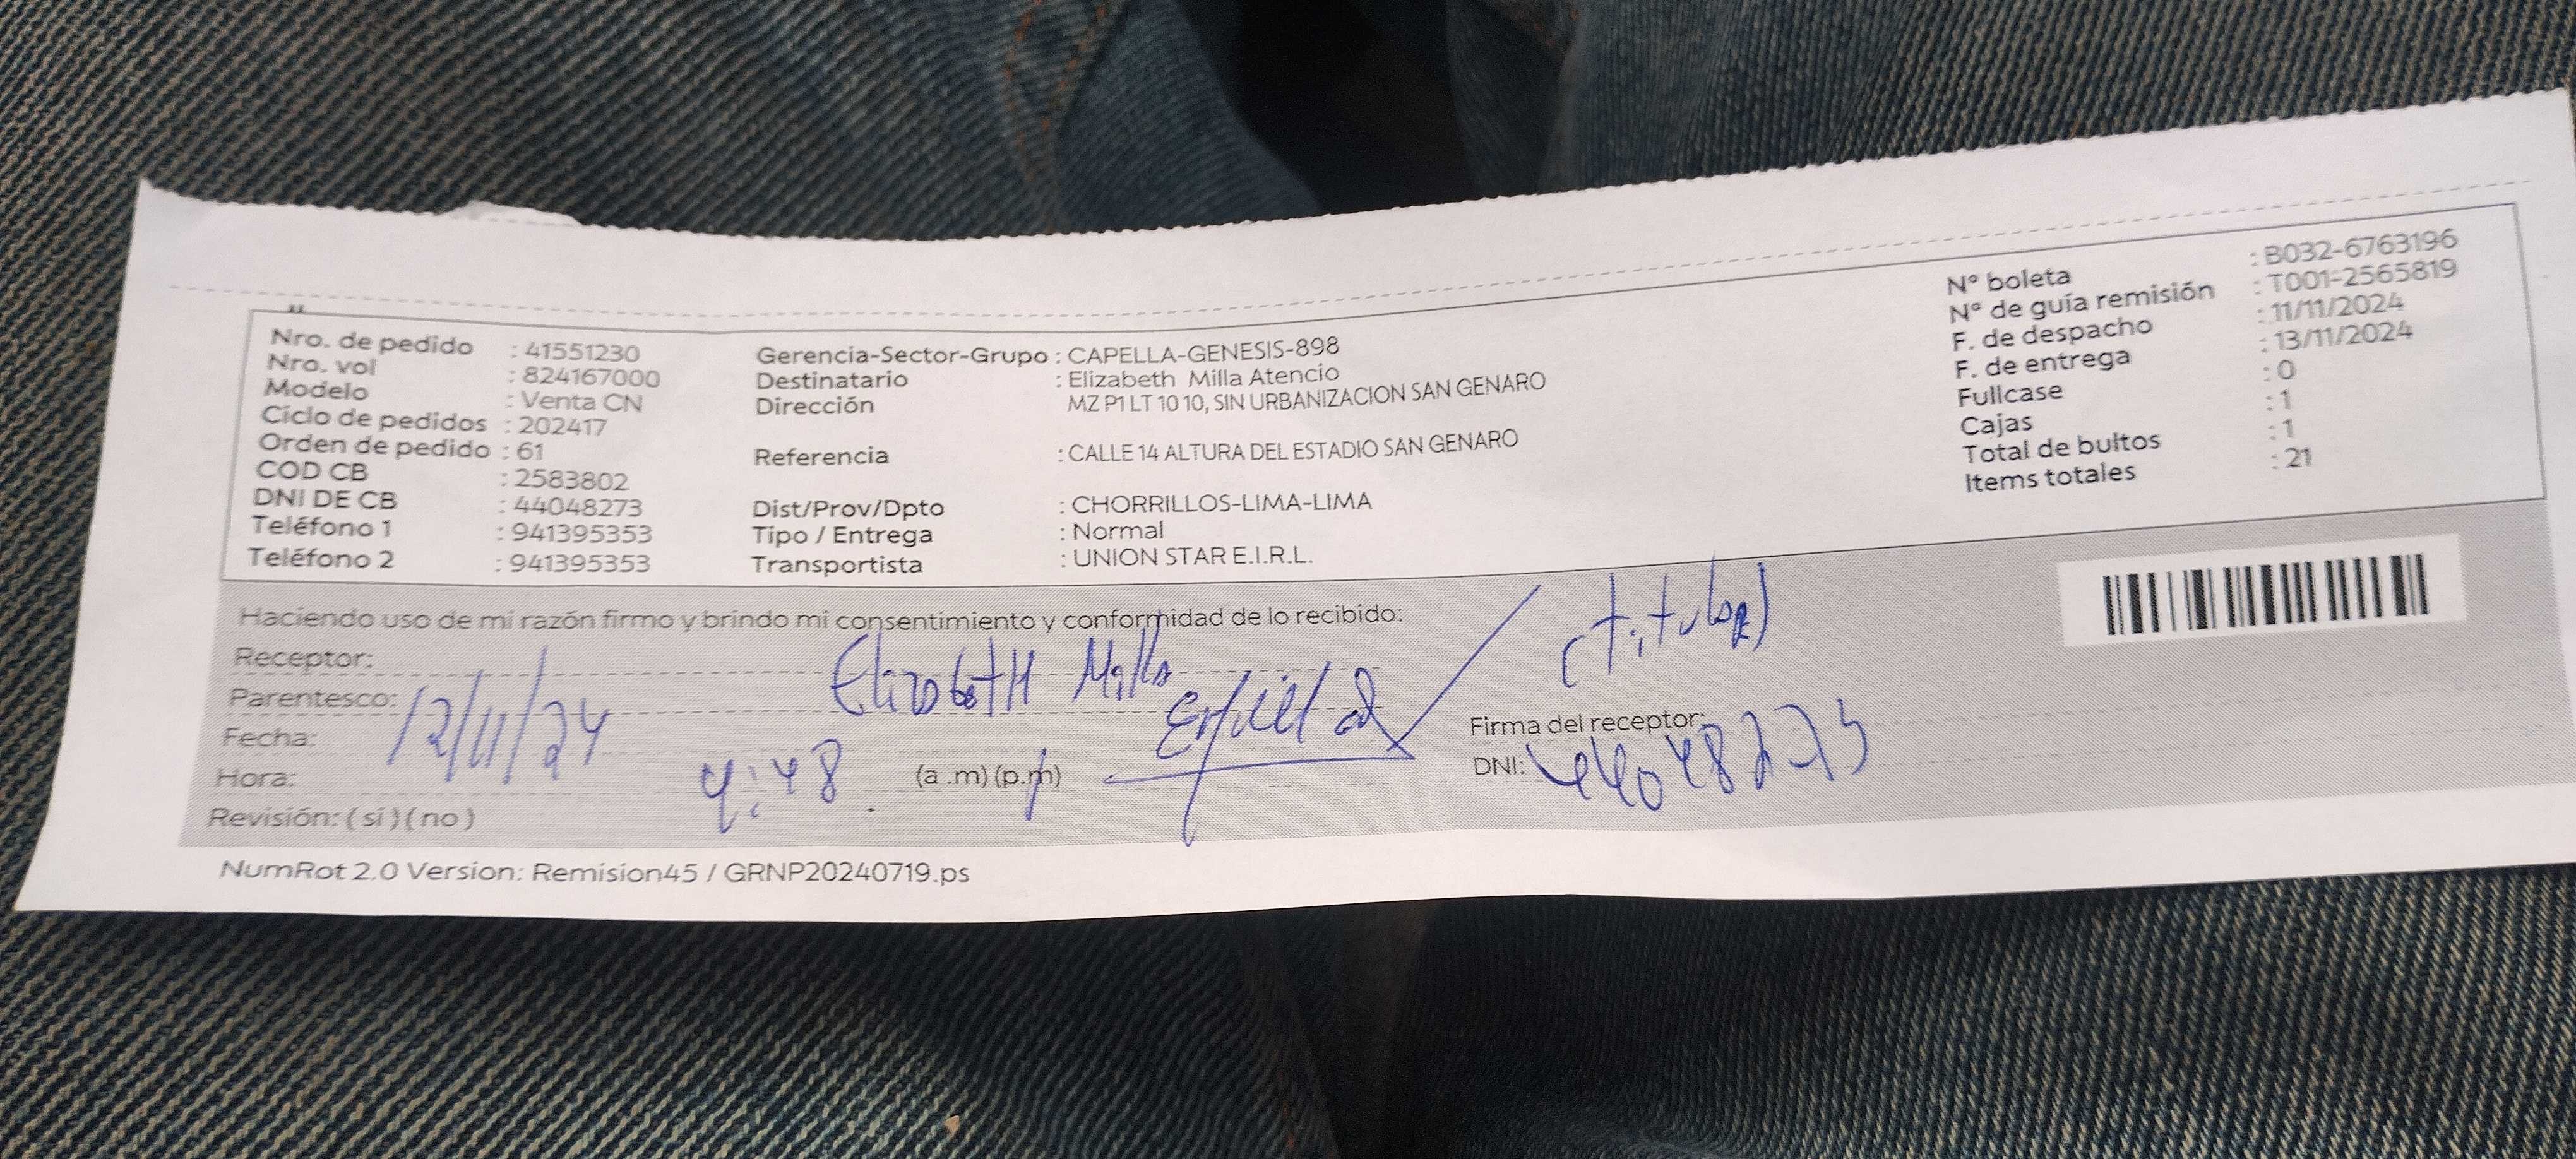 Nro. de pedido : 41551230
Nro. vol : 824167000
Modelo : Venta CN
Ciclo de pedidos : 202417
Orden de pedido : 61
COD CB : 2583802
DNI DE CB : 44048273
Teléfono 1 : 941395353
Teléfono 2 : 941395353
Gerencia-Sector-Grupo : CAPELLA-GENESIS-898
Destinatario : Elizabeth Milla Atencio
Dirección MZ P1 LT 10 10, SIN URBANIZACION SAN GENARO
Referencia : CALLE 14 ALTURA DEL ESTADIO SAN GENARO
Dist/Prov/Dpto : CHORRILLOS-LIMA-LIMA
Tipo / Entrega : Normal
Transportista : UNION STAR E.I.R.L.
N° boleta : B032-6763196
N° de guía remisión : T001-2565819
F. de despacho : 11/11/2024
F. de entrega : 13/11/2024
Fullcase : 0
Cajas : 1
Total de bultos : 1
Items totales : 21
Haciendo uso de mi razón firmo y brindo mi consentimiento y conformidad de lo recibido:
Receptor: Elizabeth Milla (titular)
Parentesco:
Fecha: 12/11/24
Hora: 4:48 (a .m) (p.m)
Revisión: ( si ) ( no )
Firma del receptor:
DNI: 44048273
NumRot 2.0 Version: Remision45 / GRNP20240719.ps